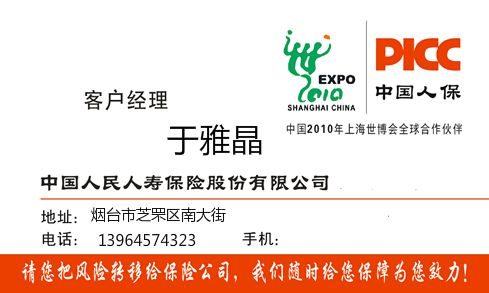 EXPO
2010
SHANGHAI CHINA
PICC
中国人保
中国2010年上海世博会全球合作伙伴
客户经理
于雅晶
中国人民人寿保险股份有限公司
地址：烟台市芝罘区南大街
电话：13964574323 手机：
请您把风险转移给保险公司，我们随时给您保障为您效力！